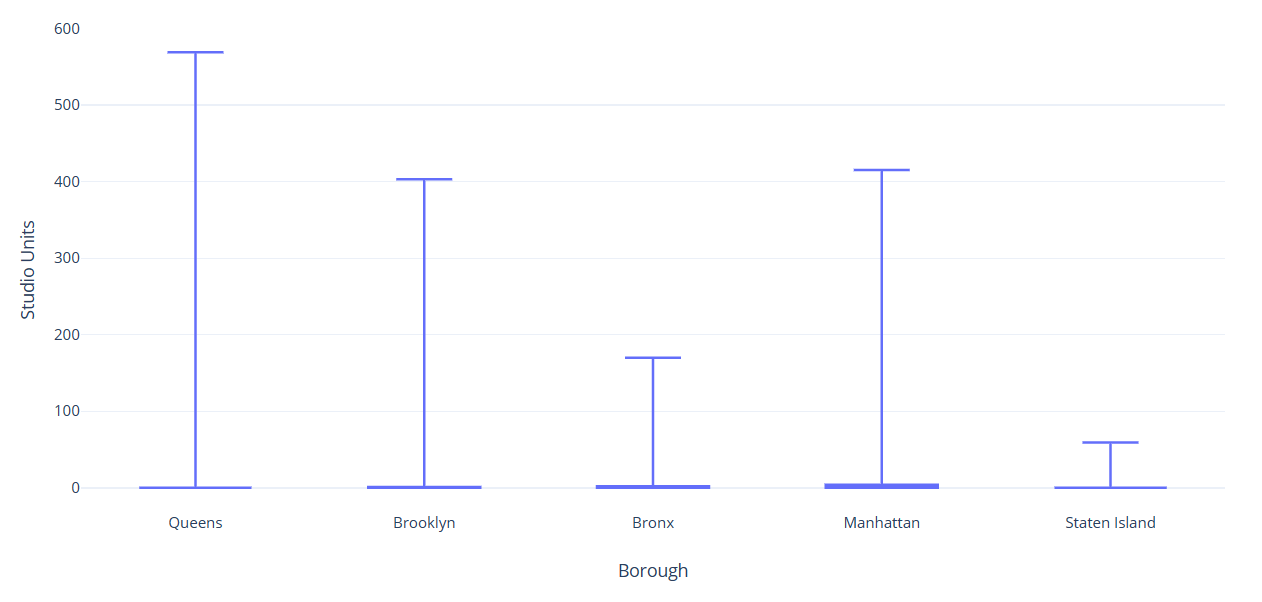 600
500
400
300
200
100
0
Studio Units
Queens
Brooklyn
Bronx
Manhattan
Staten Island
Borough